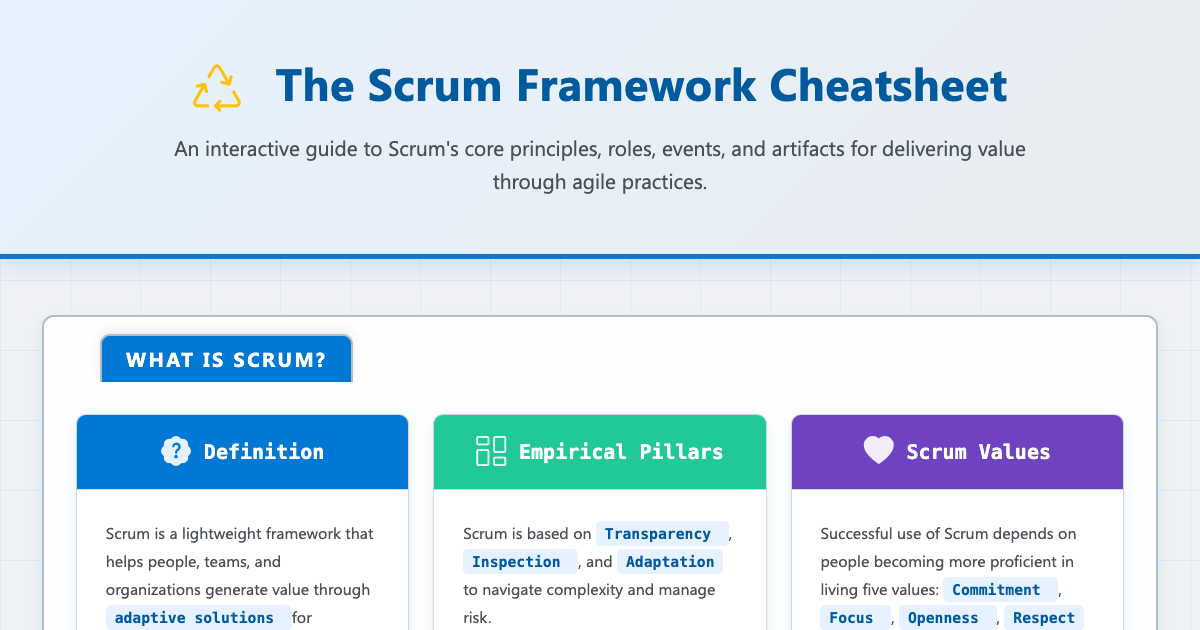 The Scrum Framework Cheatsheet
An interactive guide to Scrum's core principles, roles, events, and artifacts for delivering value
through agile practices.
WHAT IS SCRUM?
? Definition
Scrum is a lightweight framework that
helps people, teams, and
organizations generate value through
adaptive solutions for
Empirical Pillars
Scrum is based on Transparency ,
Inspection , and Adaptation
to navigate complexity and manage
risk.
Scrum Values
Successful use of Scrum depends on
people becoming more proficient in
living five values: Commitment ,
Focus , Openness , Respect